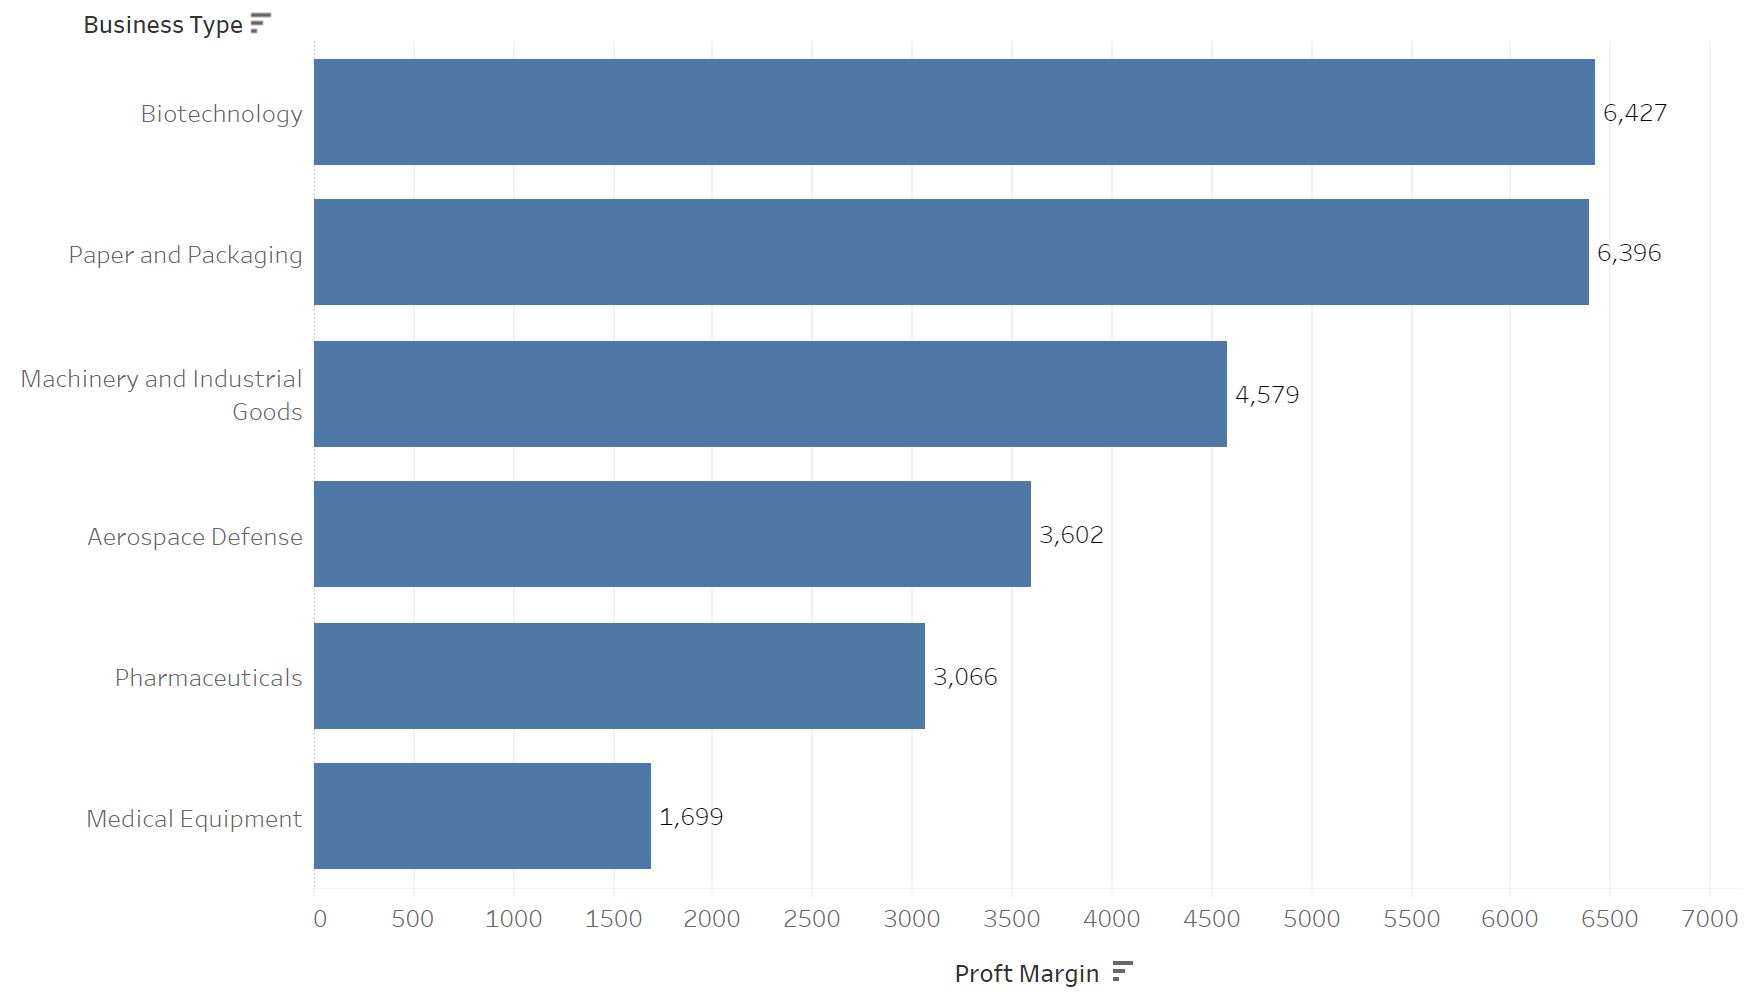 Business Type
Biotechnology
6,427
Paper and Packaging
6,396
Machinery and Industrial
Goods
4,579
Aerospace Defense
3,602
Pharmaceuticals
3,066
Medical Equipment
1,699
0 500 1000 1500 2000 2500 3000 3500 4000 4500 5000 5500 6000 6500 7000
Proft Margin